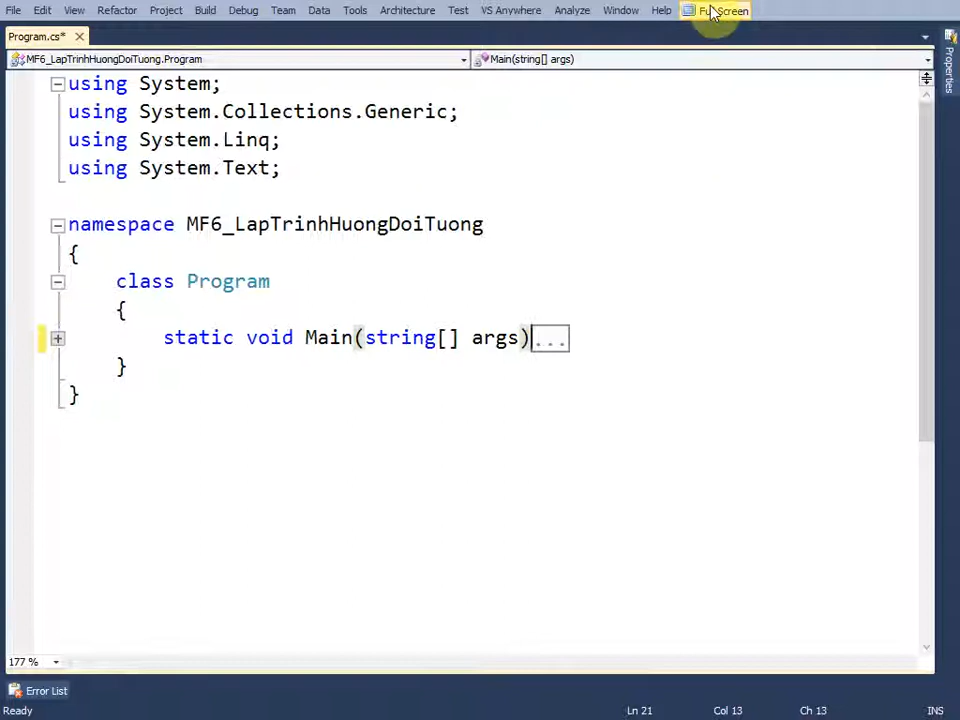 File Edit View Refactor Project Build Debug Team Data Tools Architecture Test VS Anywhere Analyze Window Help
Program.cs*
MF6_LapTrinhHuongDoiTuong.Program Main(string[] args)
Properties
using System;
using System.Collections.Generic;
using System.Linq;
using System.Text;
namespace MF6_LapTrinhHuongDoiTuong
{
class Program
{
static void Main(string[] args)...
}
}
177 %
Error List
Ready Ln 21 Col 13 Ch 13 INS